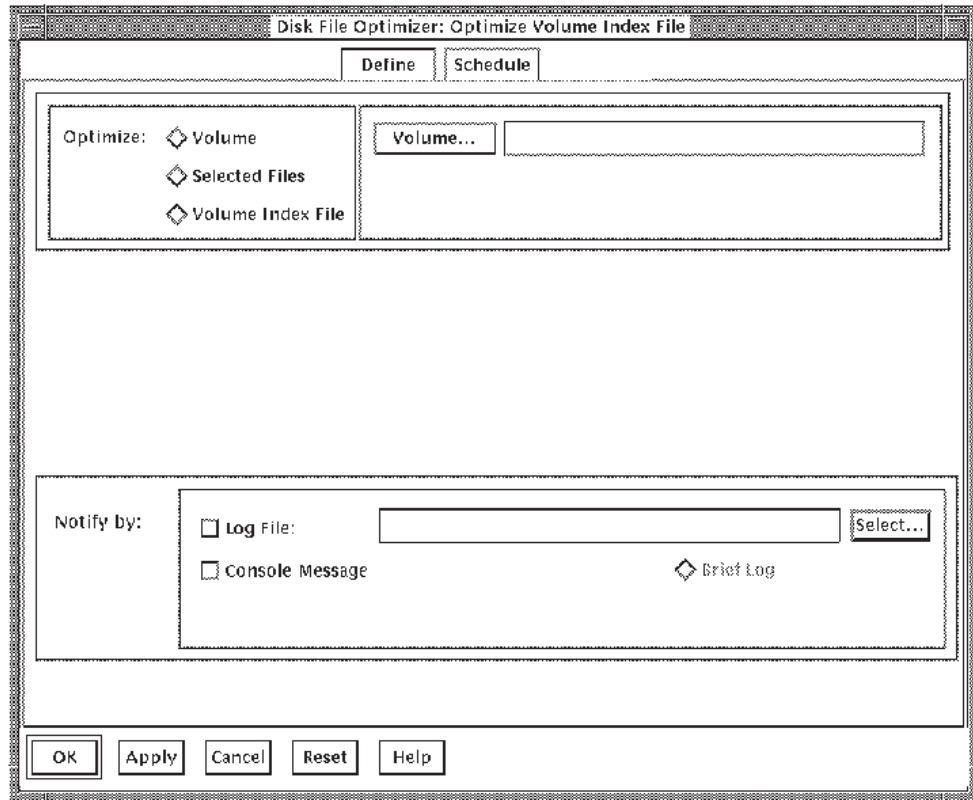 Disk File Optimizer: Optimize Volume Index File
Define Schedule
Optimize: Volume Volume...
Selected Files
Volume Index File
Notify by: Log File: Select...
Console Message Brief Log
OK Apply Cancel Reset Help